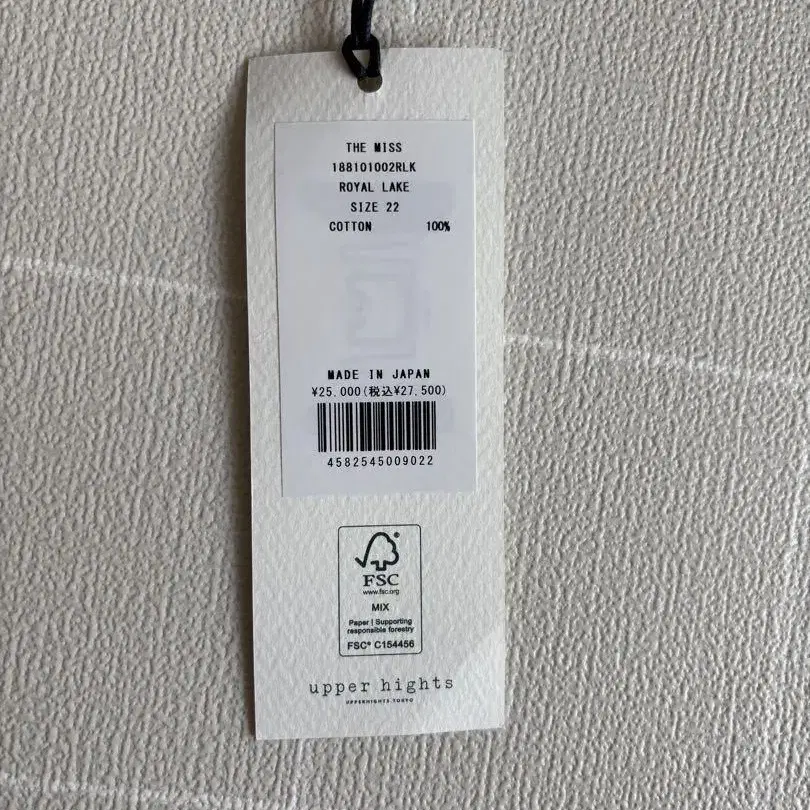 THE MISS
188101002RLK
ROYAL LAKE
SIZE 22
COTTON 100%
MADE IN JAPAN
¥25.000(税込¥27.500)
4582545009022
FSC
www.fsc.org
MIX
Paper | Supporting
responsible forestry
FSC® C154456
upper hights
UPPERHIGHTS.TOKYO